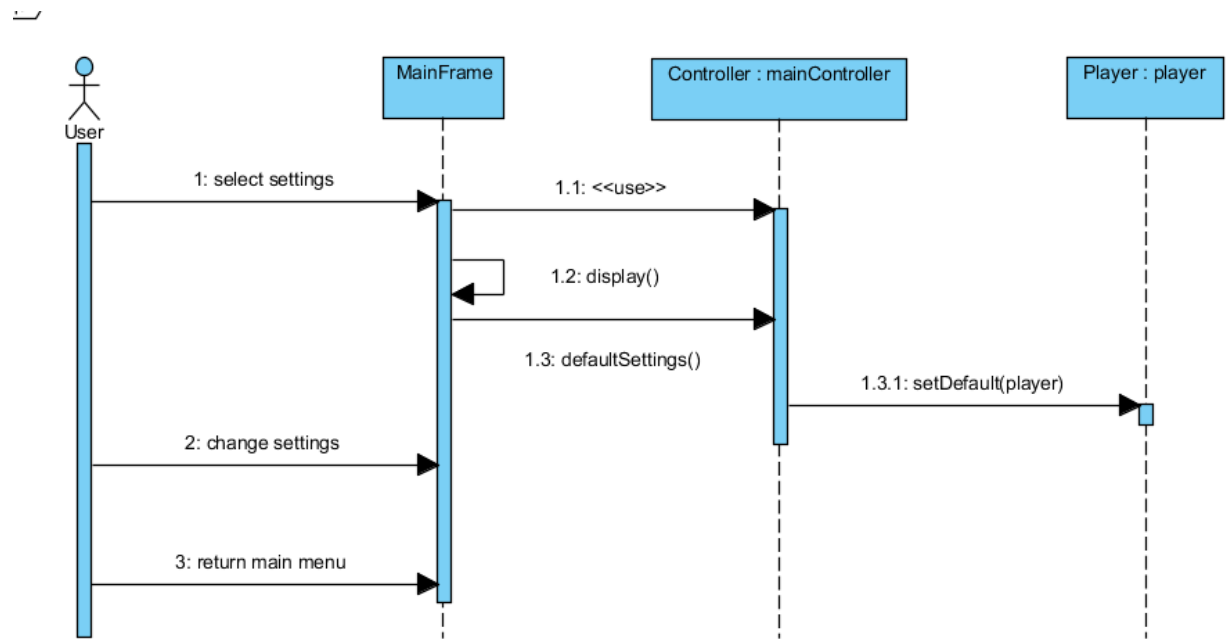 MainFrame
Controller : mainController
Player : player
User
1: select settings
1.1: <<use>>
1.2: display()
1.3: defaultSettings()
1.3.1: setDefault(player)
2: change settings
3: return main menu